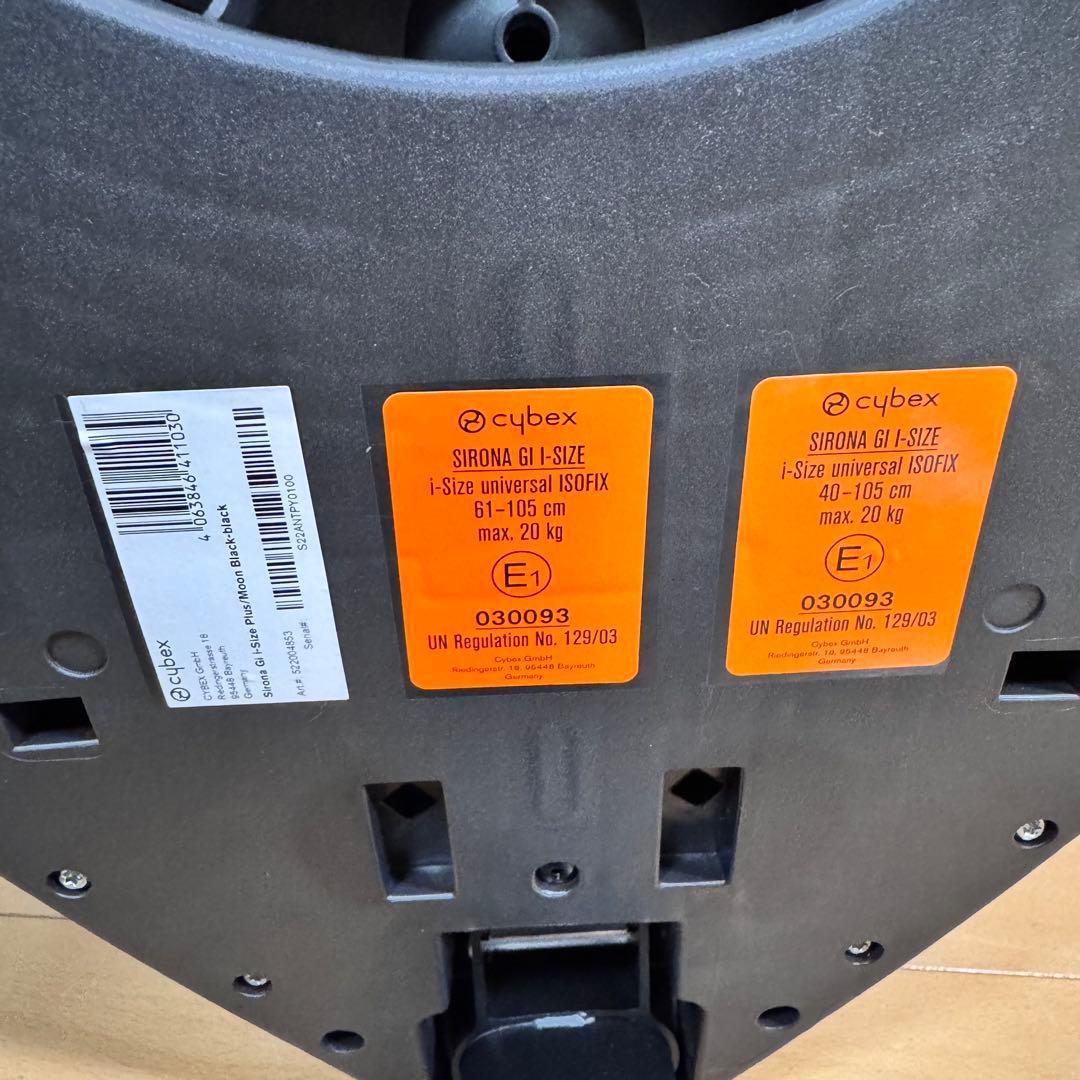 4 063846 411030
cybex
CYBEX GmbH
Riedingerstrasse 18
95448 Bayreuth
Germany
Sirona GI I-Size Plus/Moon Black-black
Art.#: 522004853
Serial#:
S22ANTPY0100
cybex
SIRONA GI I-SIZE
i-Size universal ISOFIX
61–105 cm
max. 20 kg
E1
030093
UN Regulation No. 129/03
Cybex GmbH
Riedingerstr. 18, 95448 Bayreuth
Germany
cybex
SIRONA GI I-SIZE
i-Size universal ISOFIX
40–105 cm
max. 20 kg
E1
030093
UN Regulation No. 129/03
Cybex GmbH
Riedingerstr. 18, 95448 Bayreuth
Germany